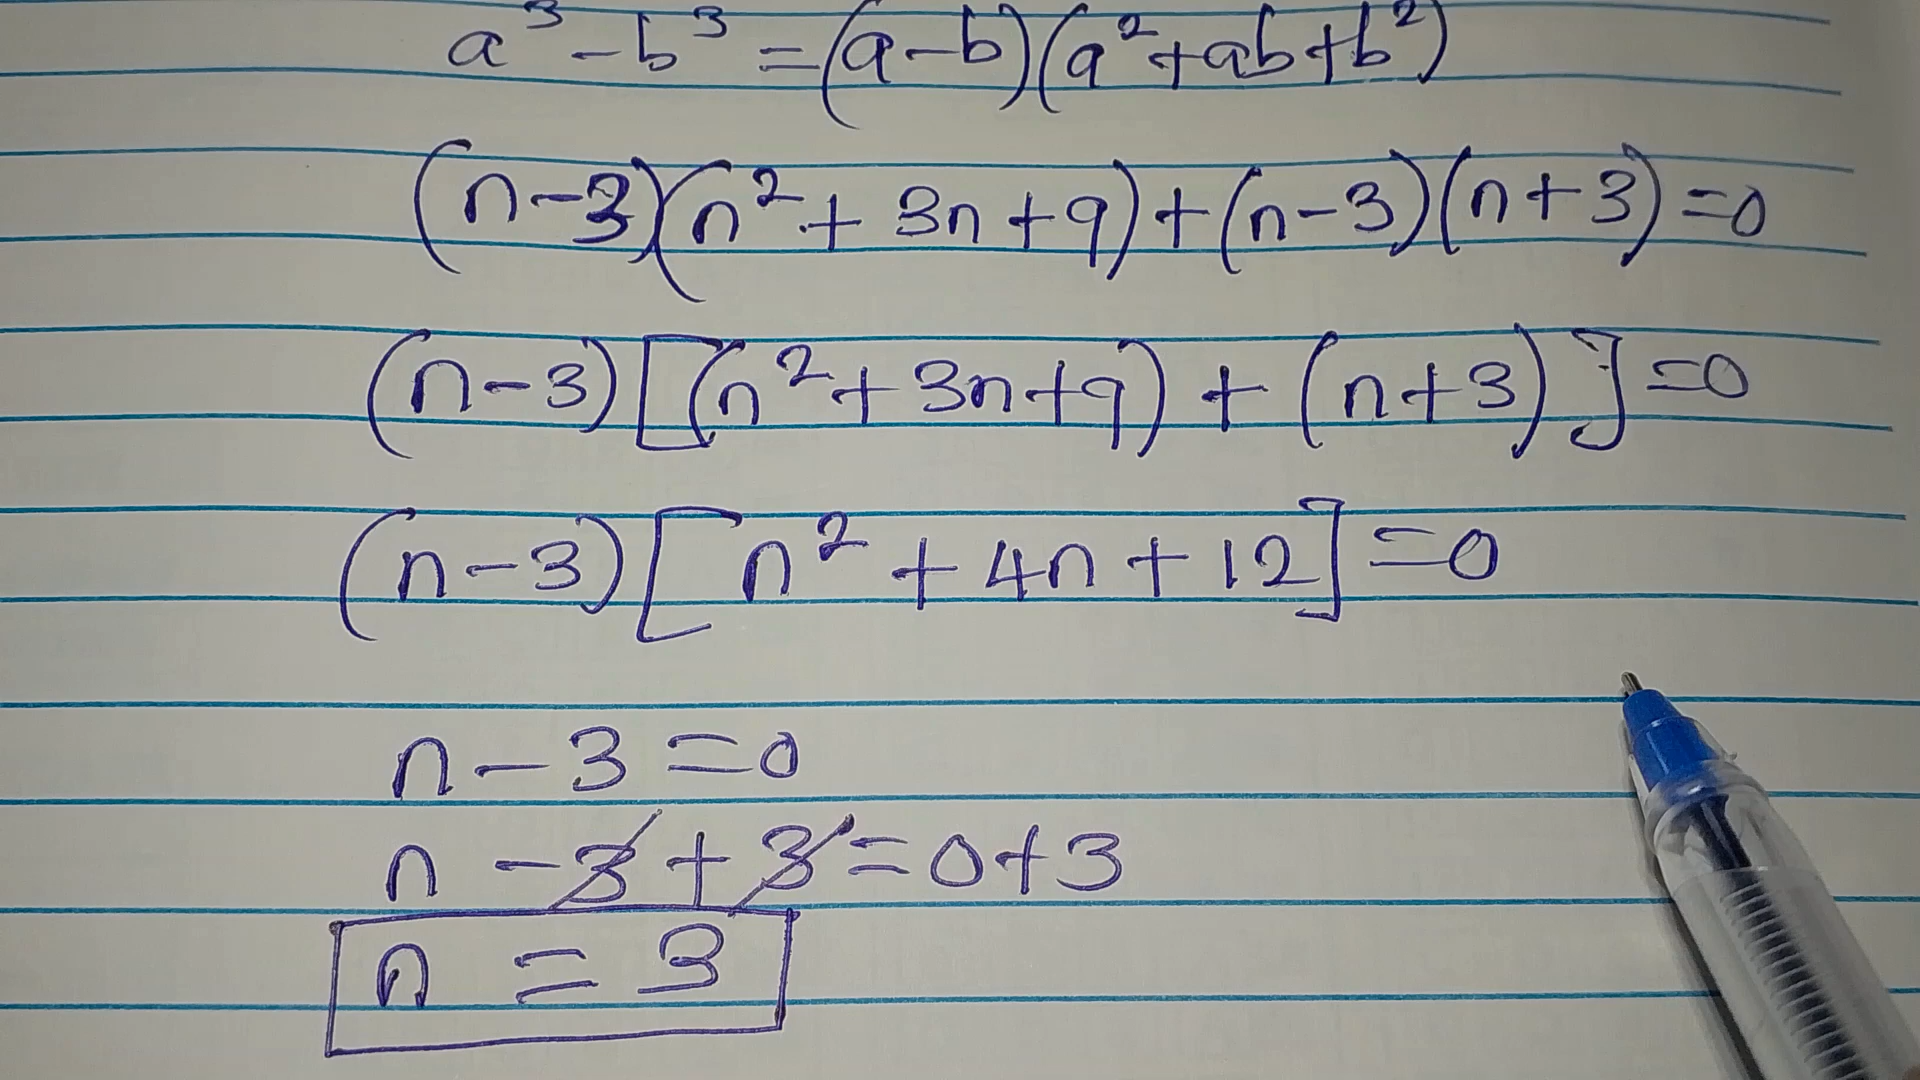 a³-b³=(a-b)(a²+ab+b²)
(n-3)(n²+3n+9)+(n-3)(n+3)=0
(n-3)[(n²+3n+9)+(n+3)]=0
(n-3)[n²+4n+12]=0
n-3=0
n-3+3=0+3
n=3